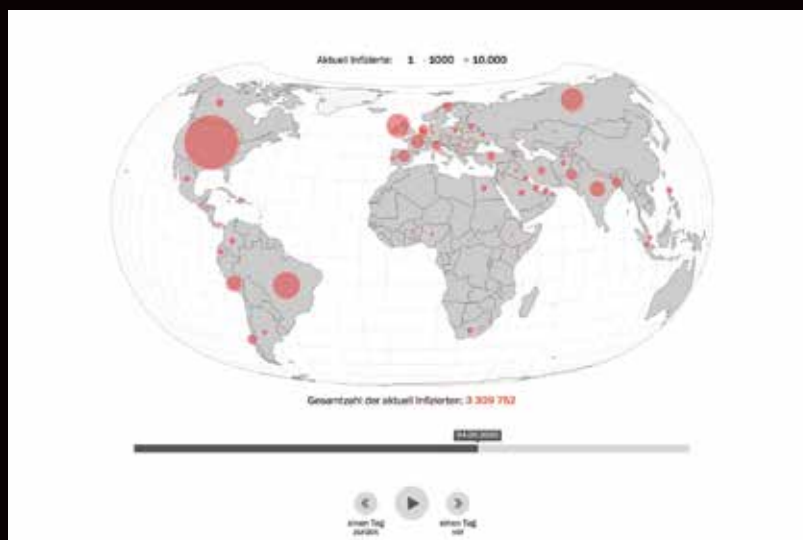 Aktuell Infizierte: 1 1000 10.000
Gesamtzahl der aktuell Infizierten: 3 309 752
einen Tag zurück
einen Tag vor